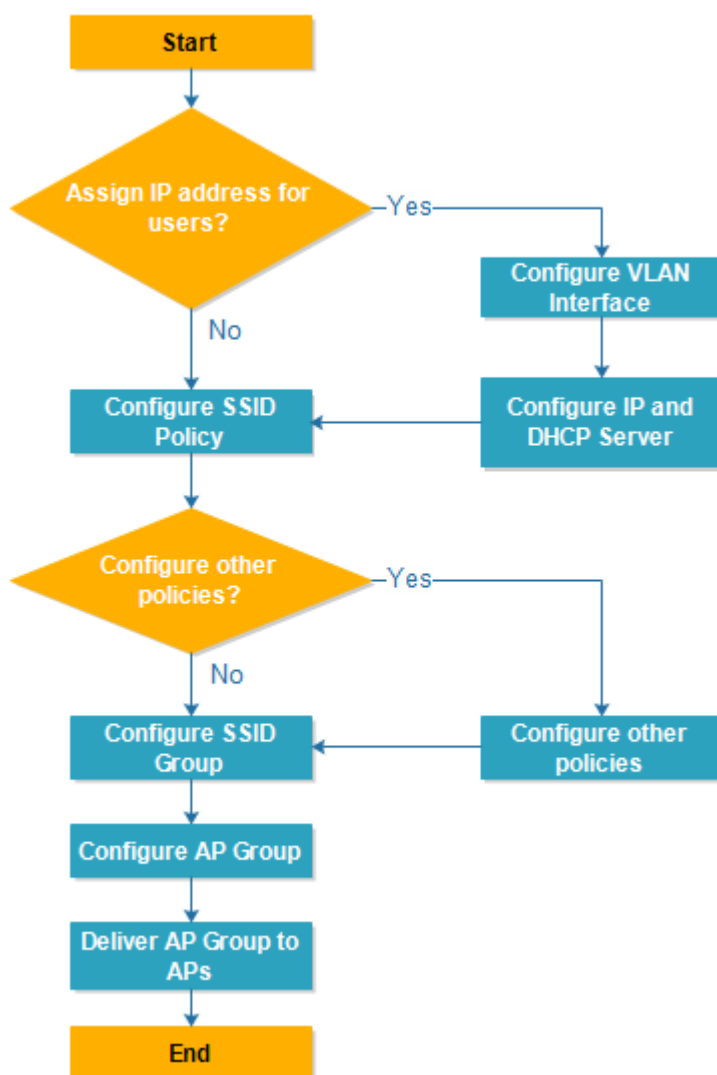 Start
Assign IP address for
users?
Yes
Configure VLAN
Interface
No
Configure SSID
Policy
Configure IP and
DHCP Server
Configure other
policies?
Yes
No
Configure SSID
Group
Configure other
policies
Configure AP Group
Deliver AP Group to
APs
End